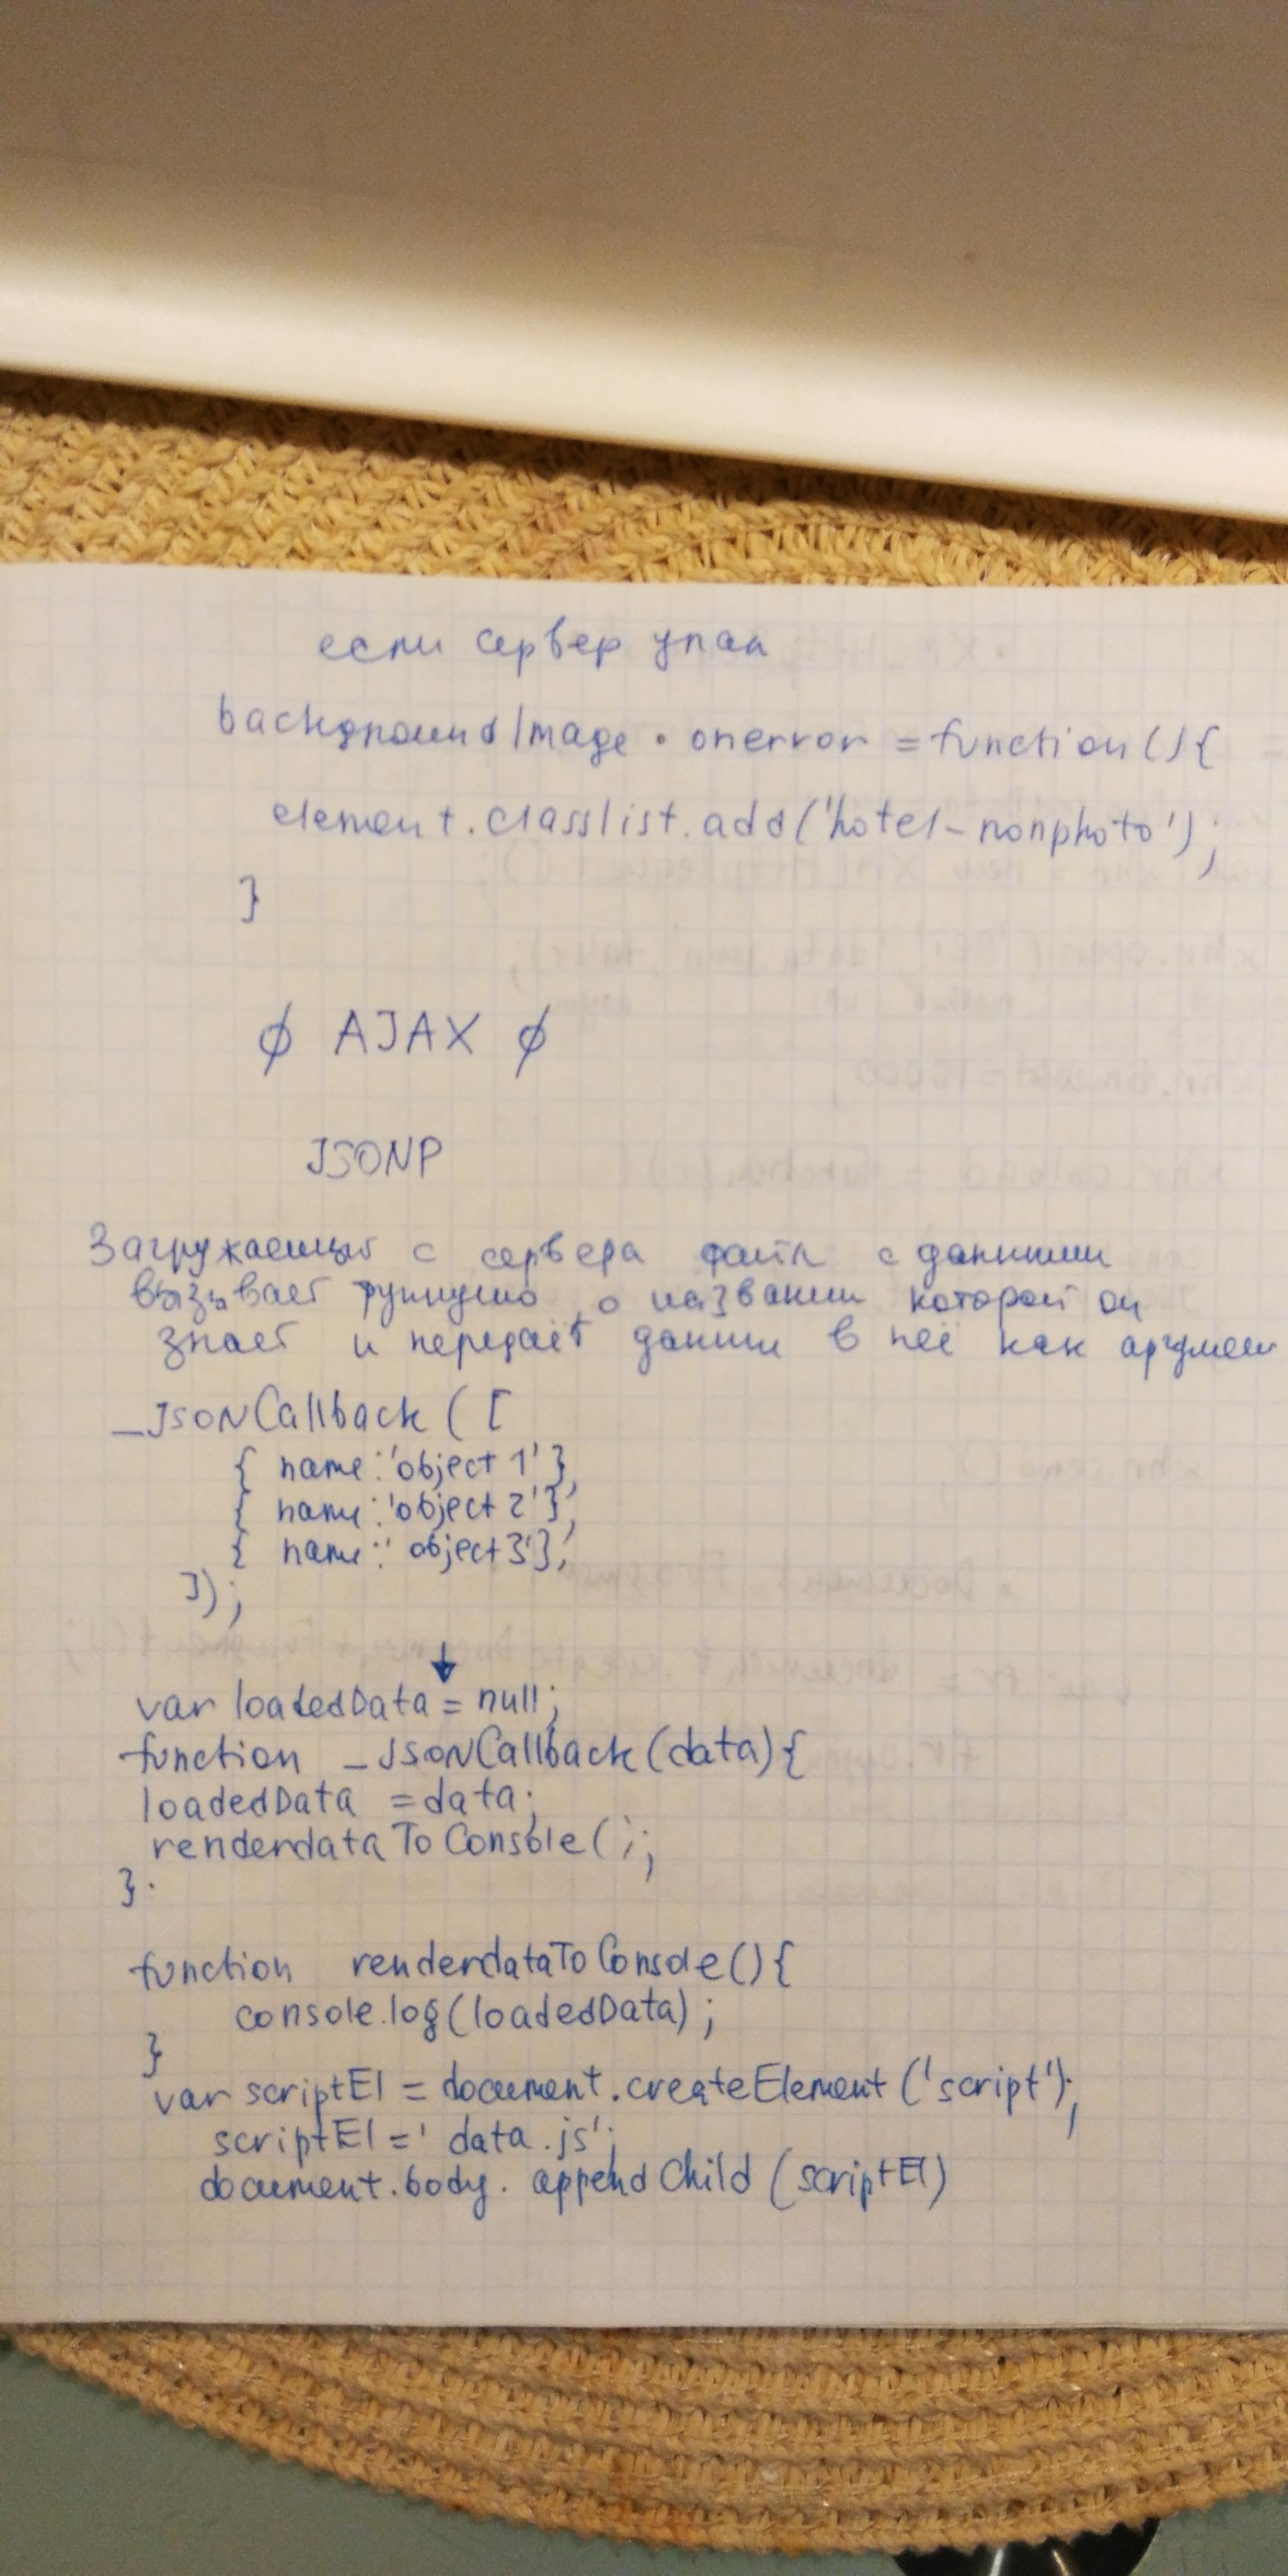 если сервер упал
backgroundImage . onerror = function(){
element.classlist.add('hotel-nonphoto');
}
ϕ AJAX ϕ
JSONP
Загружаемый с сервера файл с данными
вызывает функцию, о названии которой он
знает и передаёт данные в неё как аргумен
_JSONCallback ([
{ name:'object 1'},
{ name:'object 2'},
{ name:'object3'},
]);
↓
var loadedData = null;
function _JSONCallback(data){
loadedData = data;
renderdataToConsole();
}.
function renderdataToConsole(){
console.log(loadedData);
}
var scriptEl = document.createElement('script');
scriptEl = 'data.js';
document.body.appendChild(scriptEl)